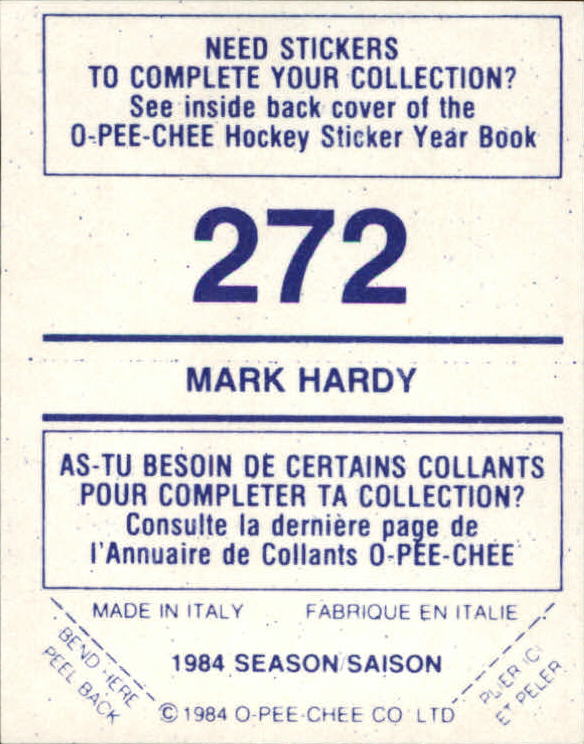 NEED STICKERS
TO COMPLETE YOUR COLLECTION?
See inside back cover of the
O-PEE-CHEE Hockey Sticker Year Book
272
MARK HARDY
AS-TU BESOIN DE CERTAINS COLLANTS
POUR COMPLETER TA COLLECTION?
Consulte la dernière page de
l'Annuaire de Collants O-PEE-CHEE
MADE IN ITALY FABRIQUE EN ITALIE
BEND HERE
PEEL BACK
1984 SEASON/SAISON
PLIER ICI
ET PELER
© 1984 O-PEE-CHEE CO LTD